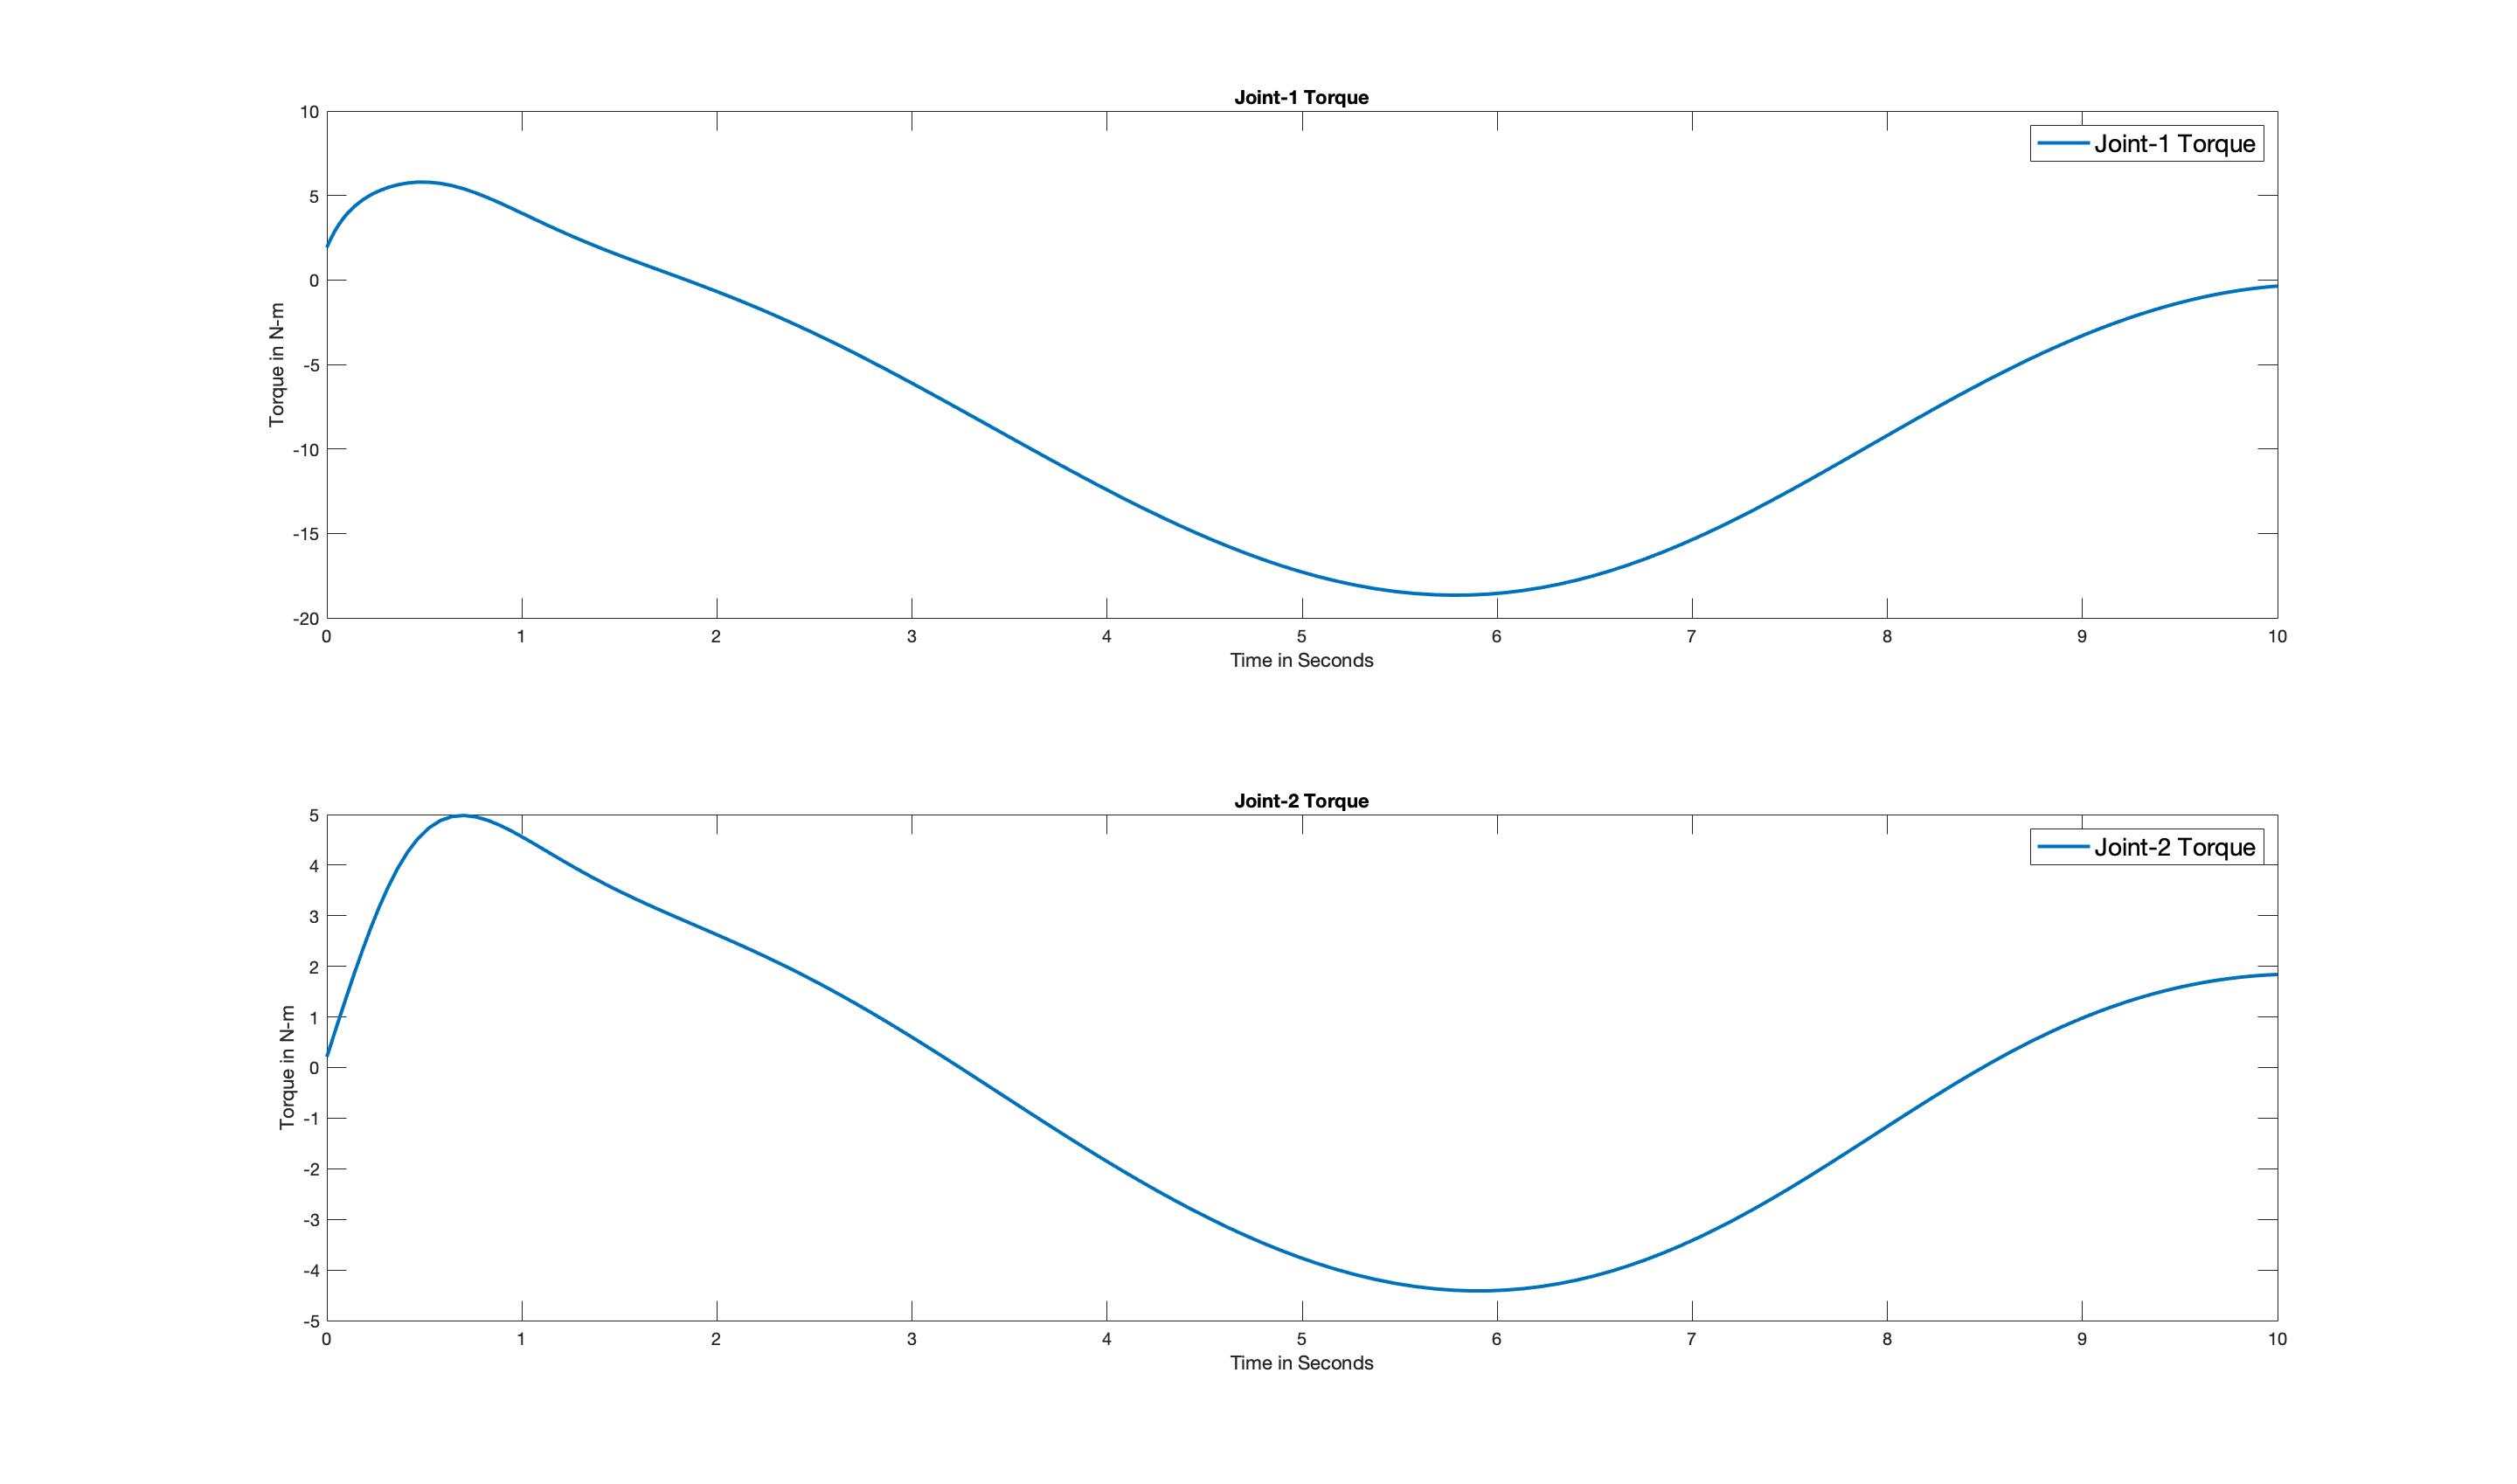 Joint-1 Torque
10
Joint-1 Torque
5
0
Torque in N-m
-5
-10
-15
-20
0 1 2 3 4 5 6 7 8 9 10
Time in Seconds
Joint-2 Torque
5
Joint-2 Torque
4
3
2
1
0
Torque in N-m
-1
-2
-3
-4
-5
0 1 2 3 4 5 6 7 8 9 10
Time in Seconds